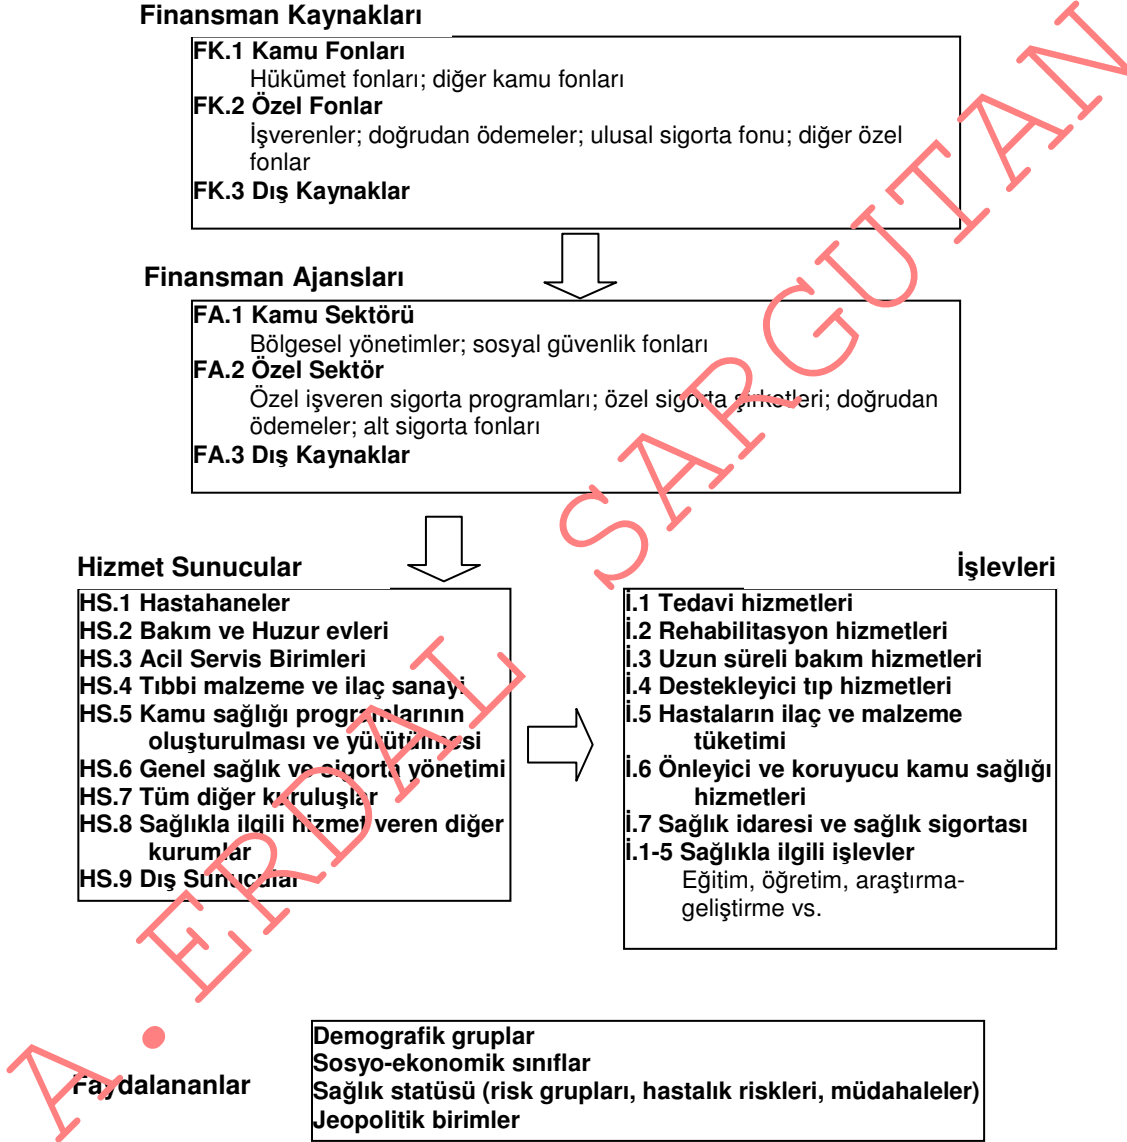 Finansman Kaynakları
FK.1 Kamu Fonları
Hükümet fonları; diğer kamu fonları
FK.2 Özel Fonlar
İşverenler; doğrudan ödemeler; ulusal sigorta fonu; diğer özel
fonlar
FK.3 Dış Kaynaklar
Finansman Ajansları
FA.1 Kamu Sektörü
Bölgesel yönetimler; sosyal güvenlik fonları
FA.2 Özel Sektör
Özel işveren sigorta programları; özel sigorta şirketleri; doğrudan
ödemeler; alt sigorta fonları
FA.3 Dış Kaynaklar
Hizmet Sunucular
HS.1 Hastahaneler
HS.2 Bakım ve Huzur evleri
HS.3 Acil Servis Birimleri
HS.4 Tıbbi malzeme ve ilaç sanayi
HS.5 Kamu sağlığı programlarının
oluşturulması ve yürütülmesi
HS.6 Genel sağlık ve sigorta yönetimi
HS.7 Tüm diğer kuruluşlar
HS.8 Sağlıkla ilgili hizmet veren diğer
kurumlar
HS.9 Dış Sunucular
İşlevleri
İ.1 Tedavi hizmetleri
İ.2 Rehabilitasyon hizmetleri
İ.3 Uzun süreli bakım hizmetleri
İ.4 Destekleyici tıp hizmetleri
İ.5 Hastaların ilaç ve malzeme
tüketimi
İ.6 Önleyici ve koruyucu kamu sağlığı
hizmetleri
İ.7 Sağlık idaresi ve sağlık sigortası
İ.1-5 Sağlıkla ilgili işlevler
Eğitim, öğretim, araştırma-
geliştirme vs.
Faydalananlar
Demografik gruplar
Sosyo-ekonomik sınıflar
Sağlık statüsü (risk grupları, hastalık riskleri, müdahaleler)
Jeopolitik birimler
A. ERDAL SARGUTAN